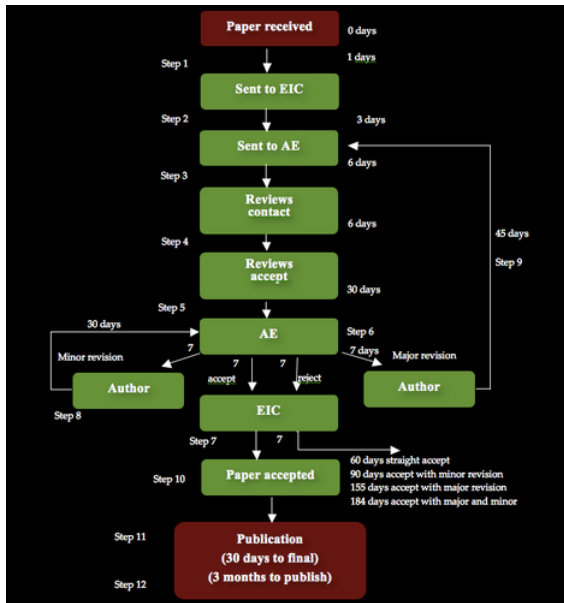 Paper received
0 days
1 days
Step 1
Sent to EIC
Step 2
3 days
Sent to AE
6 days
Step 3
Reviews
contact
6 days
45 days
Step 4
Step 9
Reviews
accept
30 days
Step 5
30 days
AE
Step 6
7
7
7
7 days
Minor revision
Major revision
accept
reject
Author
Author
EIC
Step 8
Step 7
7
60 days straight accept
90 days accept with minor revision
155 days accept with major revision
184 days accept with major and minor
Step 10
Paper accepted
Step 11
Publication
(30 days to final)
(3 months to publish)
Step 12